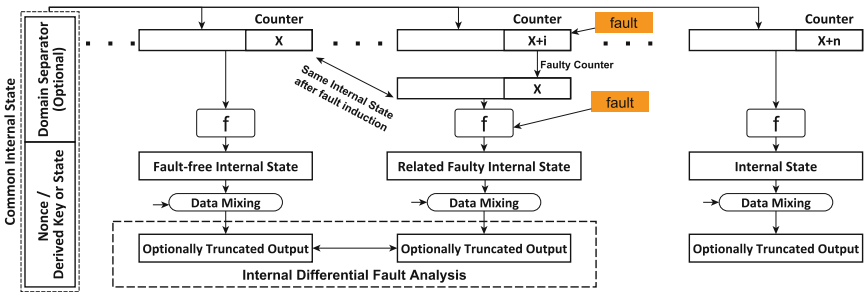 Common Internal State
Domain Separator
(Optional)
Nonce /
Derived Key or State
Counter
X
Counter
X+i
fault
Faulty Counter
X
Same Internal State
after fault induction
fault
Counter
X+n
f
f
f
Fault-free Internal State
Related Faulty Internal State
Internal State
Data Mixing
Data Mixing
Data Mixing
Optionally Truncated Output
Optionally Truncated Output
Optionally Truncated Output
Internal Differential Fault Analysis